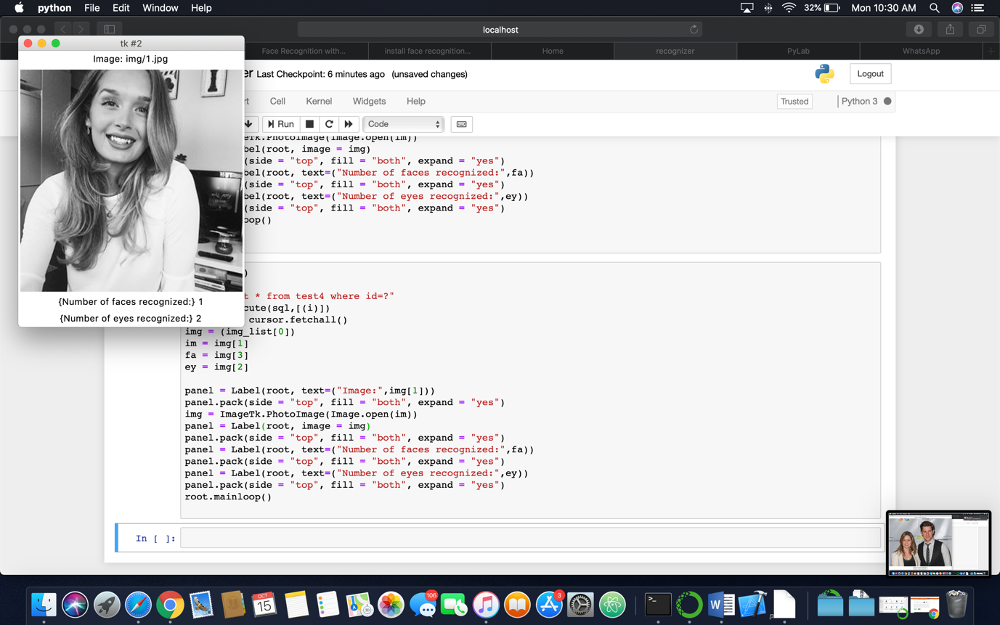 python File Edit Window Help 32% Mon 10:30 AM
localhost
tk #2
Face Recognition with... install face recognition... Home recognizer PyLab WhatsApp
Image: img/1.jpg
er Last Checkpoint: 6 minutes ago (unsaved changes) Logout
rt Cell Kernel Widgets Help Trusted Python 3
Run Code
etk.PhotoImage(Image.open(im))
bel(root, image = img)
(side = "top", fill = "both", expand = "yes")
bel(root, text=("Number of faces recognized:",fa))
(side = "top", fill = "both", expand = "yes")
bel(root, text=("Number of eyes recognized:",ey))
(side = "top", fill = "both", expand = "yes")
oop()
)
t * from test4 where id=?"
cute(sql,[(i)])
cursor.fetchall()
{Number of faces recognized:} 1
{Number of eyes recognized:} 2
img = (img_list[0])
im = img[1]
fa = img[3]
ey = img[2]
panel = Label(root, text=("Image:",img[1]))
panel.pack(side = "top", fill = "both", expand = "yes")
img = ImageTk.PhotoImage(Image.open(im))
panel = Label(root, image = img)
panel.pack(side = "top", fill = "both", expand = "yes")
panel = Label(root, text=("Number of faces recognized:",fa))
panel.pack(side = "top", fill = "both", expand = "yes")
panel = Label(root, text=("Number of eyes recognized:",ey))
panel.pack(side = "top", fill = "both", expand = "yes")
root.mainloop()
In [ ]:
OCT
15
106
3